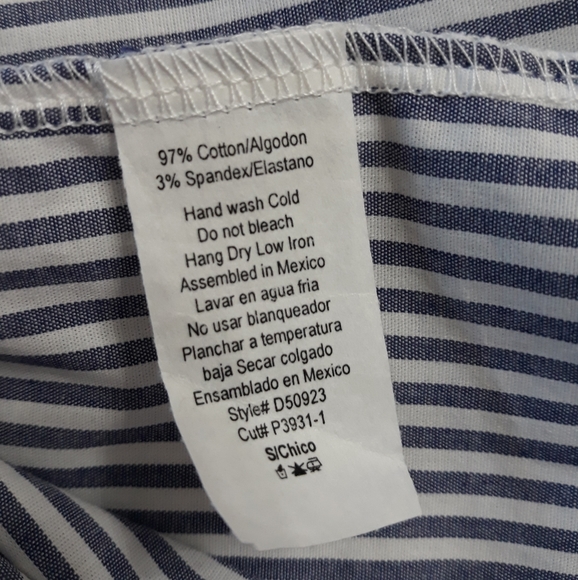 97% Cotton/Algodon
3% Spandex/Elastano
Hand wash Cold
Do not bleach
Hang Dry Low Iron
Assembled in Mexico
Lavar en agua fria
No usar blanqueador
Planchar a temperatura
baja Secar colgado
Ensamblado en Mexico
Style# D50923
Cut# P3931-1
S/Chico